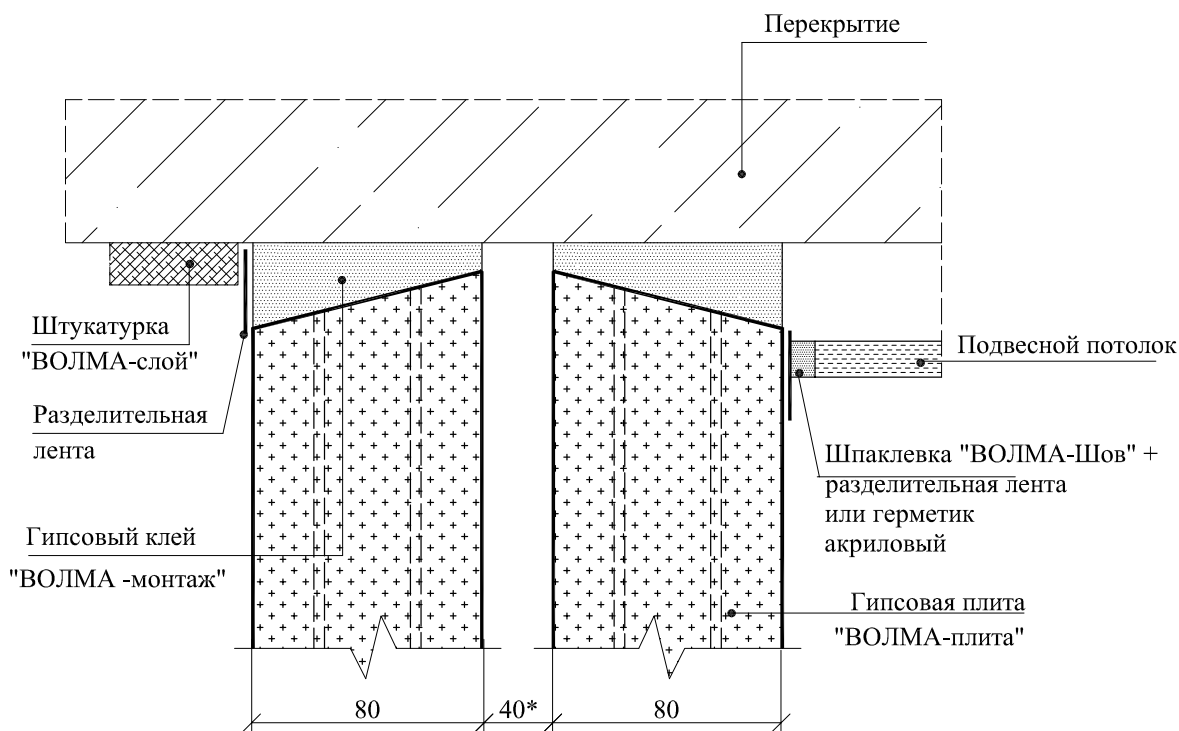 Перекрытие
Штукатурка
"ВОЛМА-слой"
Разделительная
лента
Гипсовый клей
"ВОЛМА -монтаж"
Подвесной потолок
Шпаклевка "ВОЛМА-Шов" +
разделительная лента
или герметик
акриловый
Гипсовая плита
"ВОЛМА-плита"
80
40*
80